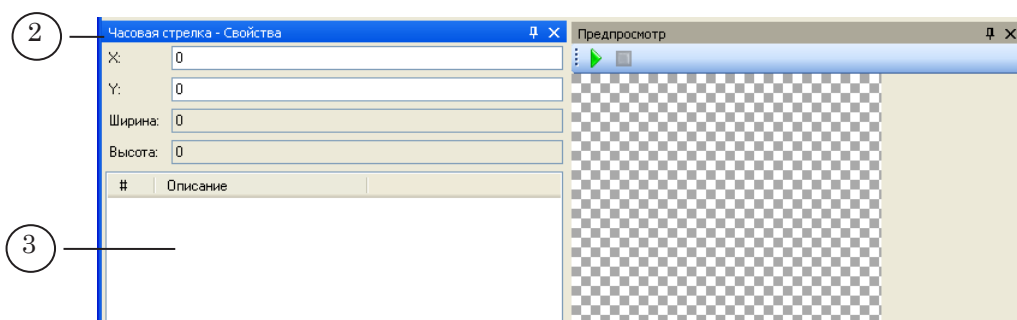 2
Часовая стрелка - Свойства
X: 0
Y: 0
Ширина: 0
Высота: 0
# Описание
3
Предпросмотр